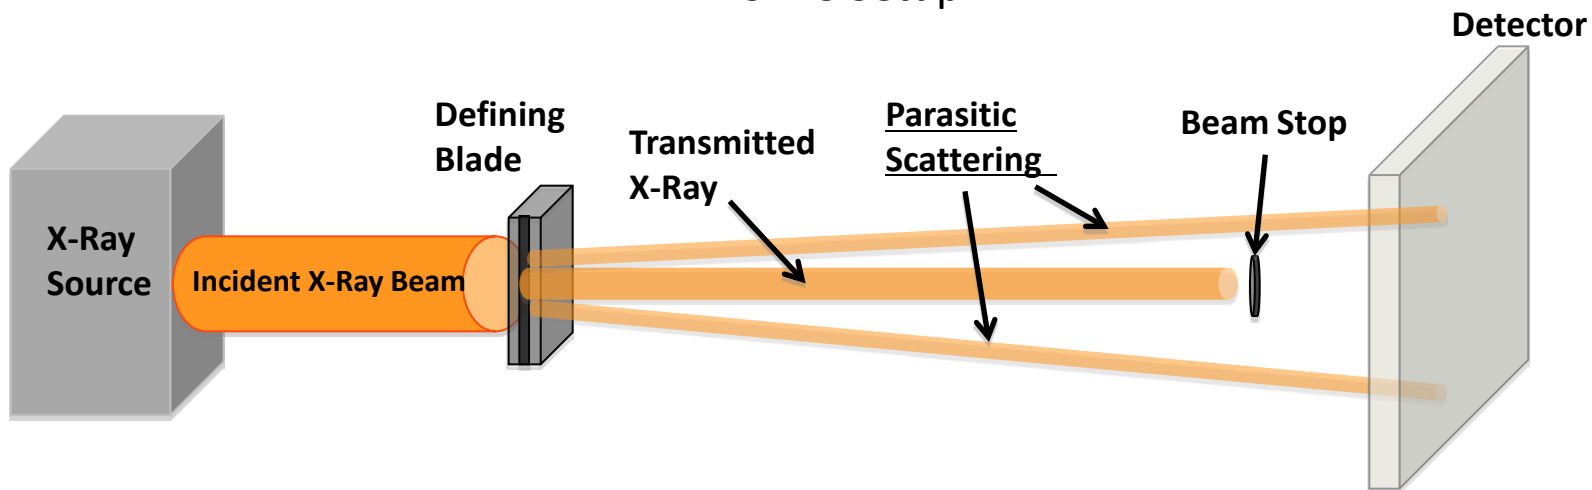 Detector
Defining
Blade
Transmitted
X-Ray
Parasitic
Scattering
Beam Stop
X-Ray
Source
Incident X-Ray Beam